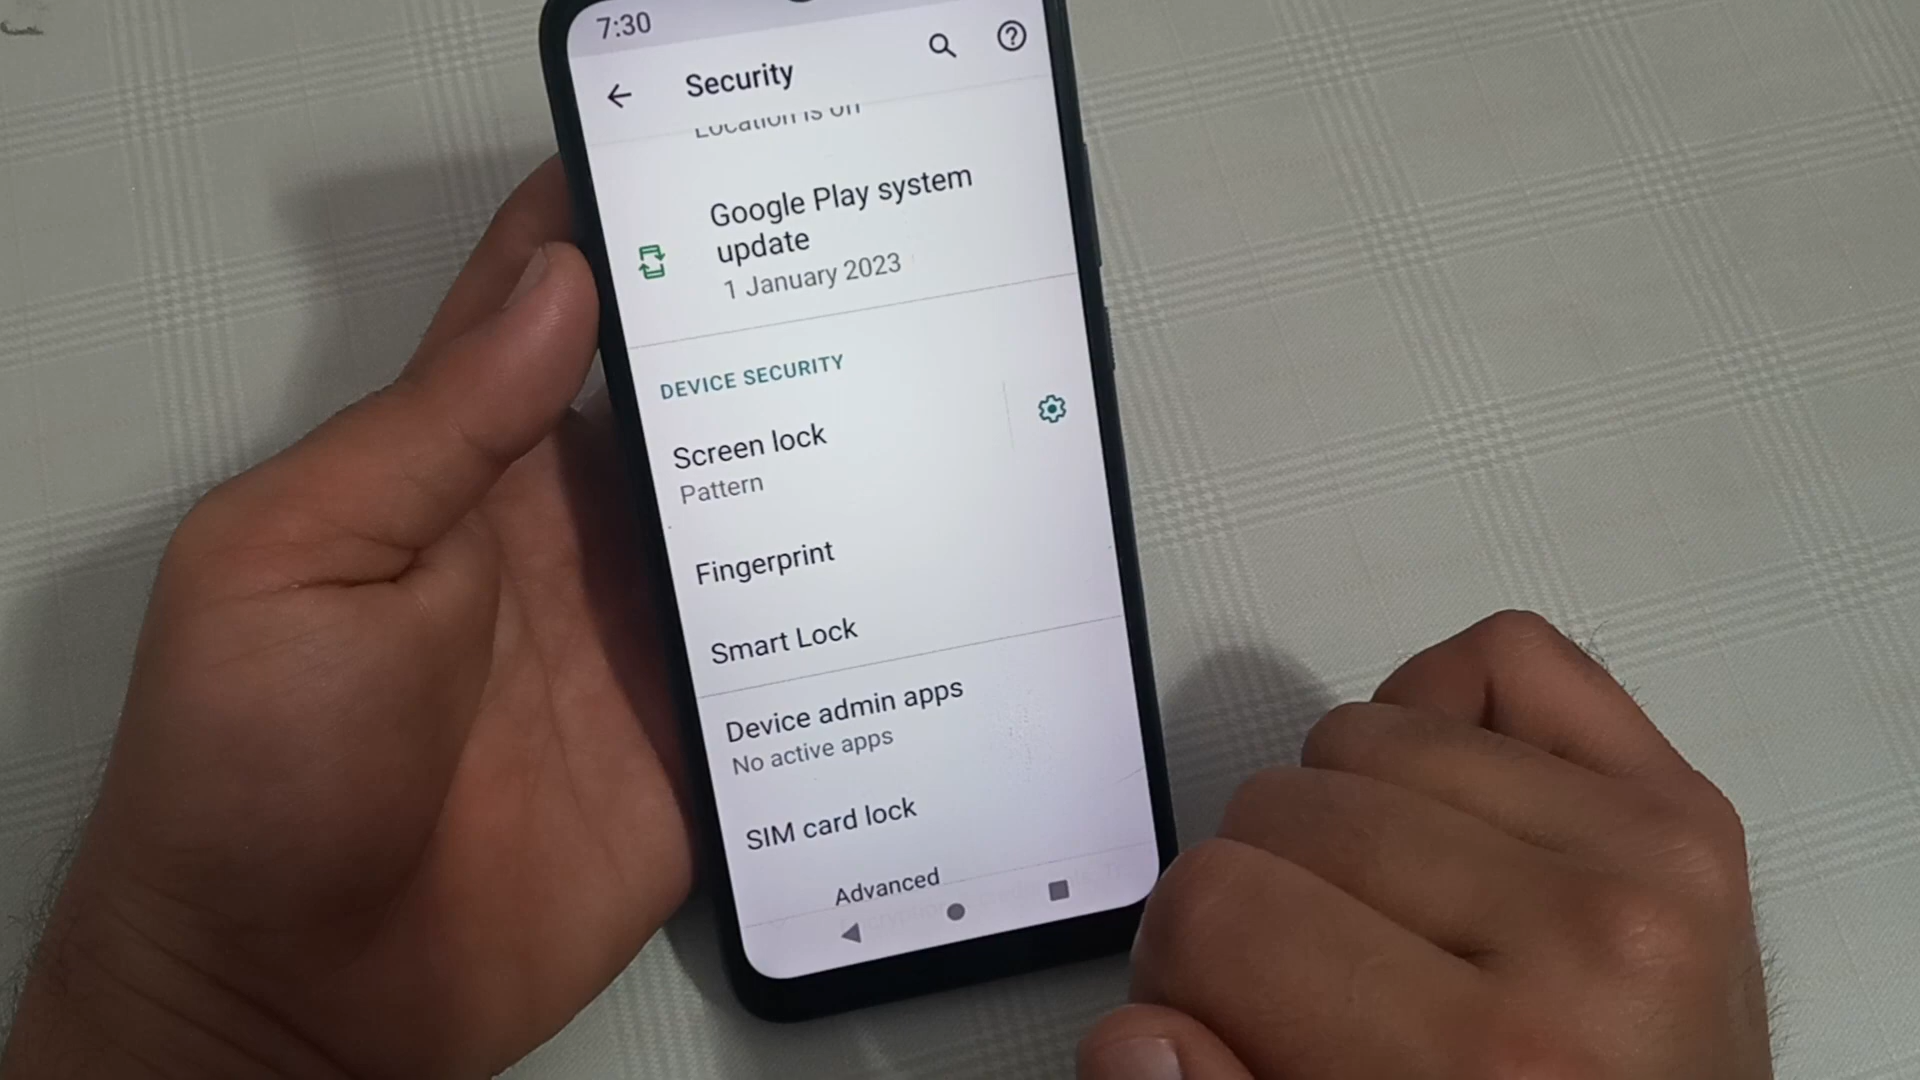 7:30
Security
Location is on
Google Play system
update
1 January 2023
DEVICE SECURITY
Screen lock
Pattern
Fingerprint
Smart Lock
Device admin apps
No active apps
SIM card lock
Advanced